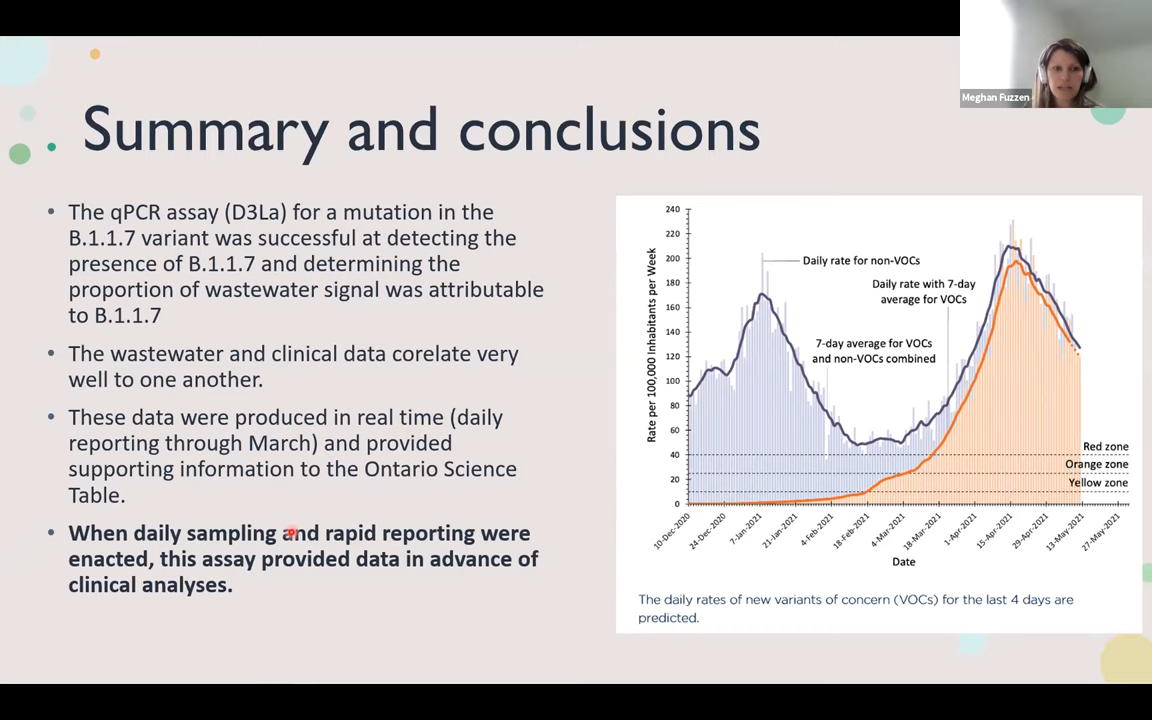 Meghan Fuzzen
Summary and conclusions
• The qPCR assay (D3La) for a mutation in the
B.1.1.7 variant was successful at detecting the
presence of B.1.1.7 and determining the
proportion of wastewater signal was attributable
to B.1.1.7
• The wastewater and clinical data corelate very
well to one another.
• These data were produced in real time (daily
reporting through March) and provided
supporting information to the Ontario Science
Table.
• When daily sampling and rapid reporting were
enacted, this assay provided data in advance of
clinical analyses.
Rate per 100,000 Inhabitants per Week
240
220
200
180
160
140
120
100
80
60
40
20
0
Daily rate for non-VOCs
Daily rate with 7-day
average for VOCs
7-day average for VOCs
and non-VOCs combined
Red zone
Orange zone
Yellow zone
10-Dec-2020
24-Dec-2020
7-Jan-2021
21-Jan-2021
4-Feb-2021
18-Feb-2021
4-Mar-2021
18-Mar-2021
1-Apr-2021
15-Apr-2021
29-Apr-2021
13-May-2021
27-May-2021
Date
The daily rates of new variants of concern (VOCs) for the last 4 days are
predicted.